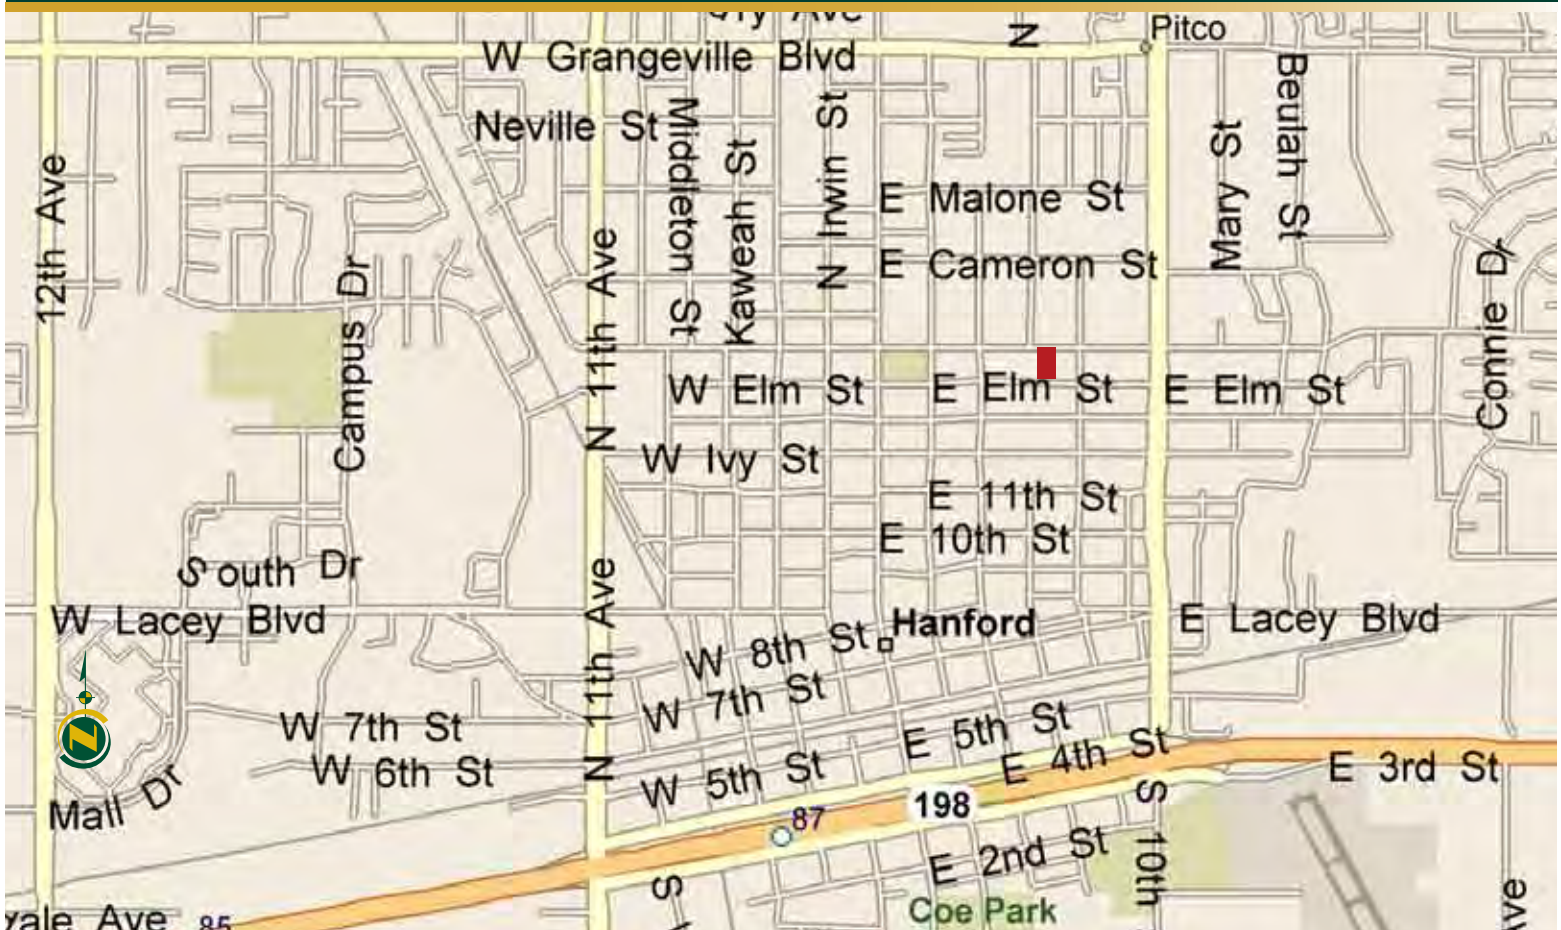 Pitco
W Grangeville Blvd
N
Neville St
Middleton St
Kaweah St
N Irwin St
Mary St
Beulah St
E Malone St
12th Ave
N 11th Ave
E Cameron St
Campus Dr
Connie Dr
W Elm St
E Elm St
E Elm St
W Ivy St
E 11th St
E 10th St
South Dr
W Lacey Blvd
Hanford
E Lacey Blvd
W 8th St
N 11th Ave
W 7th St
W 7th St
E 5th St
E 4th St
N
W 6th St
W 5th St
E 3rd St
Mall Dr
198
87
S 10th
E 2nd St
S
Coe Park
Ave
85